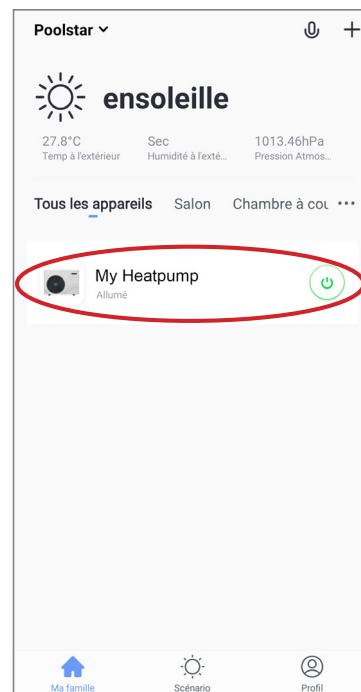 Poolstar
ensoleille
27.8°C Sec 1013.46hPa
Temp à l'extérieur Humidité à l'exté... Pression Atmos...
Tous les appareils Salon Chambre à cou
My Heatpump
Allumé
Ma famille Scénario Profil